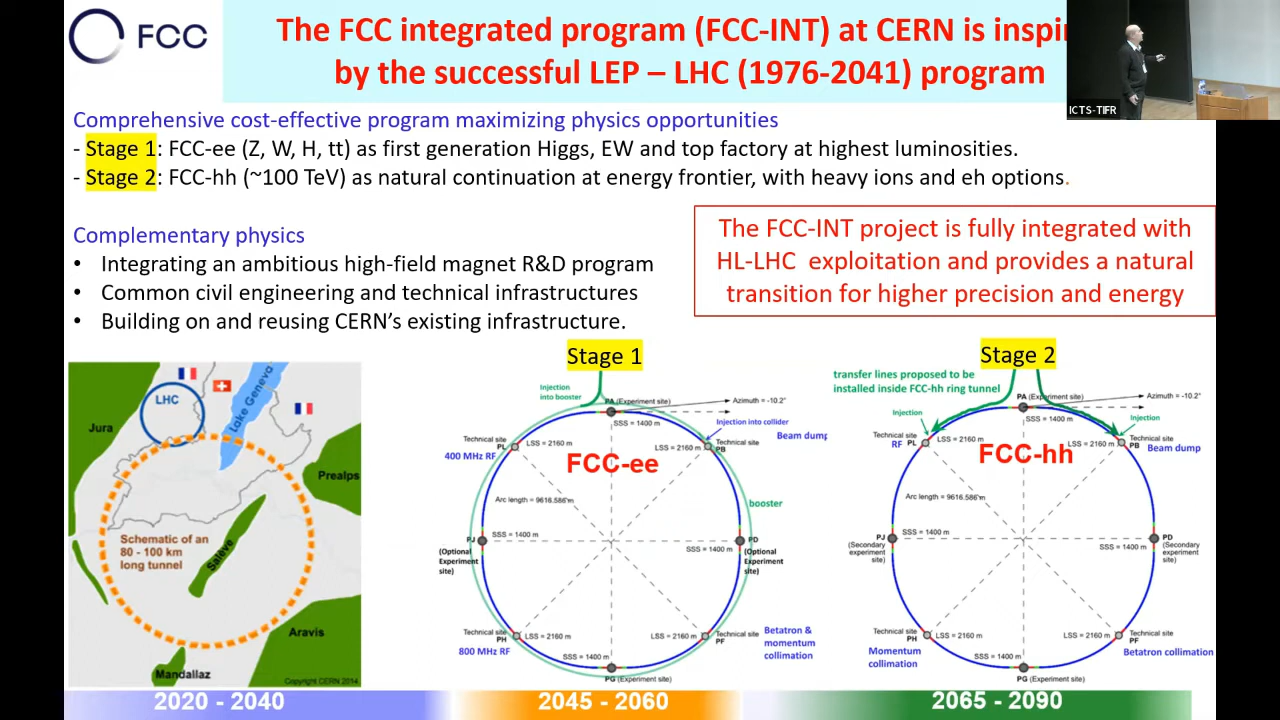 FCC
The FCC integrated program (FCC-INT) at CERN is inspi
by the successful LEP – LHC (1976-2041) program
ICTS-TIFR
Comprehensive cost-effective program maximizing physics opportunities
- Stage 1: FCC-ee (Z, W, H, tt) as first generation Higgs, EW and top factory at highest luminosities.
- Stage 2: FCC-hh (~100 TeV) as natural continuation at energy frontier, with heavy ions and eh options.
Complementary physics
• Integrating an ambitious high-field magnet R&D program
• Common civil engineering and technical infrastructures
• Building on and reusing CERN's existing infrastructure.
The FCC-INT project is fully integrated with
HL-LHC exploitation and provides a natural
transition for higher precision and energy
LHC
Lake Geneva
Jura
Prealps
Schematic of an
80 - 100 km
long tunnel
Salève
Aravis
Mandallaz
Copyright CERN 2014
Stage 1
Injection
into booster
PA (Experiment site)
Azimuth = -10.2°
SSS = 1400 m
Injection into collider
Technical site
PL
LSS = 2160 m
LSS = 2160 m
Technical site
PB
Beam dump
400 MHz RF
FCC-ee
Arc length = 9616.586 m
booster
PJ
SSS = 1400 m
SSS = 1400 m
PD
(Optional
Experiment
site)
(Optional
Experiment
site)
Technical site
PH
LSS = 2160 m
LSS = 2160 m
Technical site
PF
Betatron &
momentum
collimation
800 MHz RF
SSS = 1400 m
PG (Experiment site)
Stage 2
transfer lines proposed to be
installed inside FCC-hh ring tunnel
PA (Experiment site)
Azimuth = -10.2°
SSS = 1400 m
Injection
Injection
Technical site
RF PL
LSS = 2160 m
LSS = 2160 m
Technical site
PB
Beam dump
FCC-hh
Arc length = 9616.586 m
PJ
SSS = 1400 m
SSS = 1400 m
PD
(Secondary
experiment
site)
(Secondary
experiment
site)
Technical site
PH
LSS = 2160 m
LSS = 2160 m
Technical site
PF
Momentum
collimation
Betatron collimation
SSS = 1400 m
PG (Experiment site)
2020 - 2040
2045 - 2060
2065 - 2090